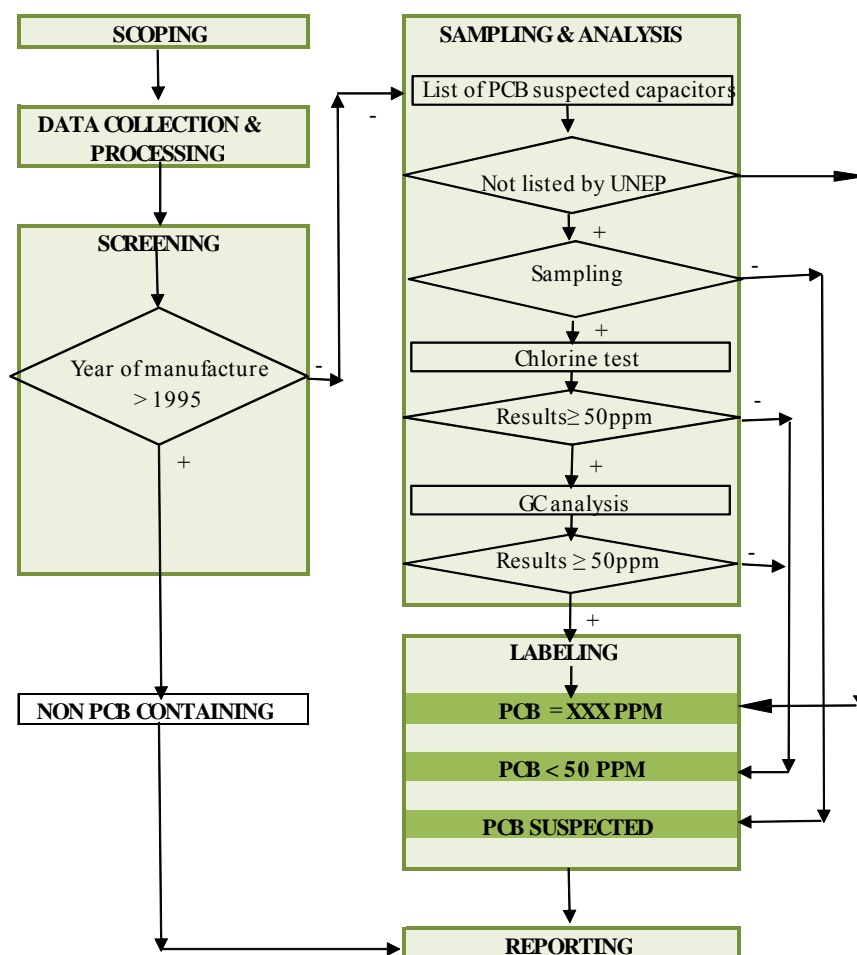 SCOPING
DATA COLLECTION &
PROCESSING
SCREENING
Year of manufacture
> 1995
-
+
NON PCB CONTAINING
SAMPLING & ANALYSIS
List of PCB suspected capacitors
-
Not listed by UNEP
+
Sampling
-
+
Chlorine test
Results ≥ 50ppm
-
+
GC analysis
Results ≥ 50ppm
-
+
LABELING
PCB = XXX PPM
PCB < 50 PPM
PCB SUSPECTED
REPORTING